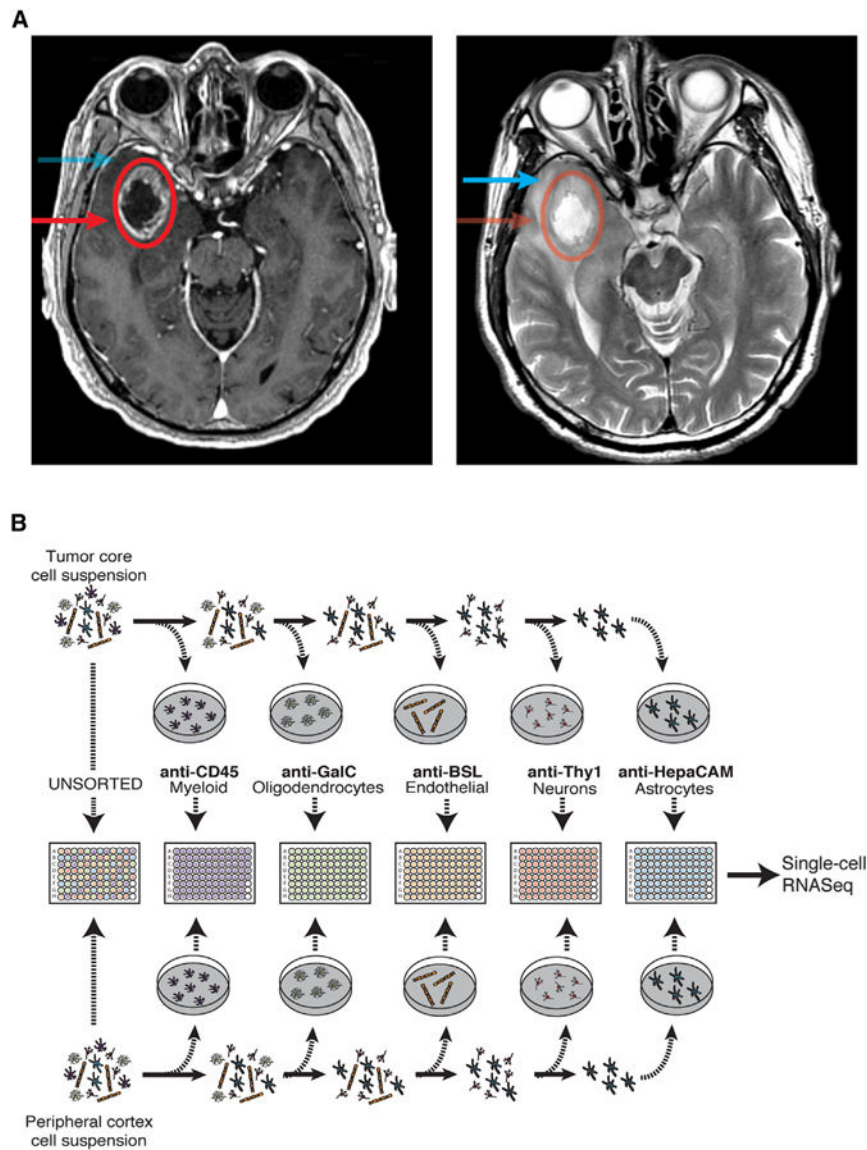 A
B
Tumor core
cell suspension
UNSORTED
anti-CD45
Myeloid
anti-GalC
Oligodendrocytes
anti-BSL
Endothelial
anti-Thy1
Neurons
anti-HepaCAM
Astrocytes
Single-cell
RNASeq
Peripheral cortex
cell suspension